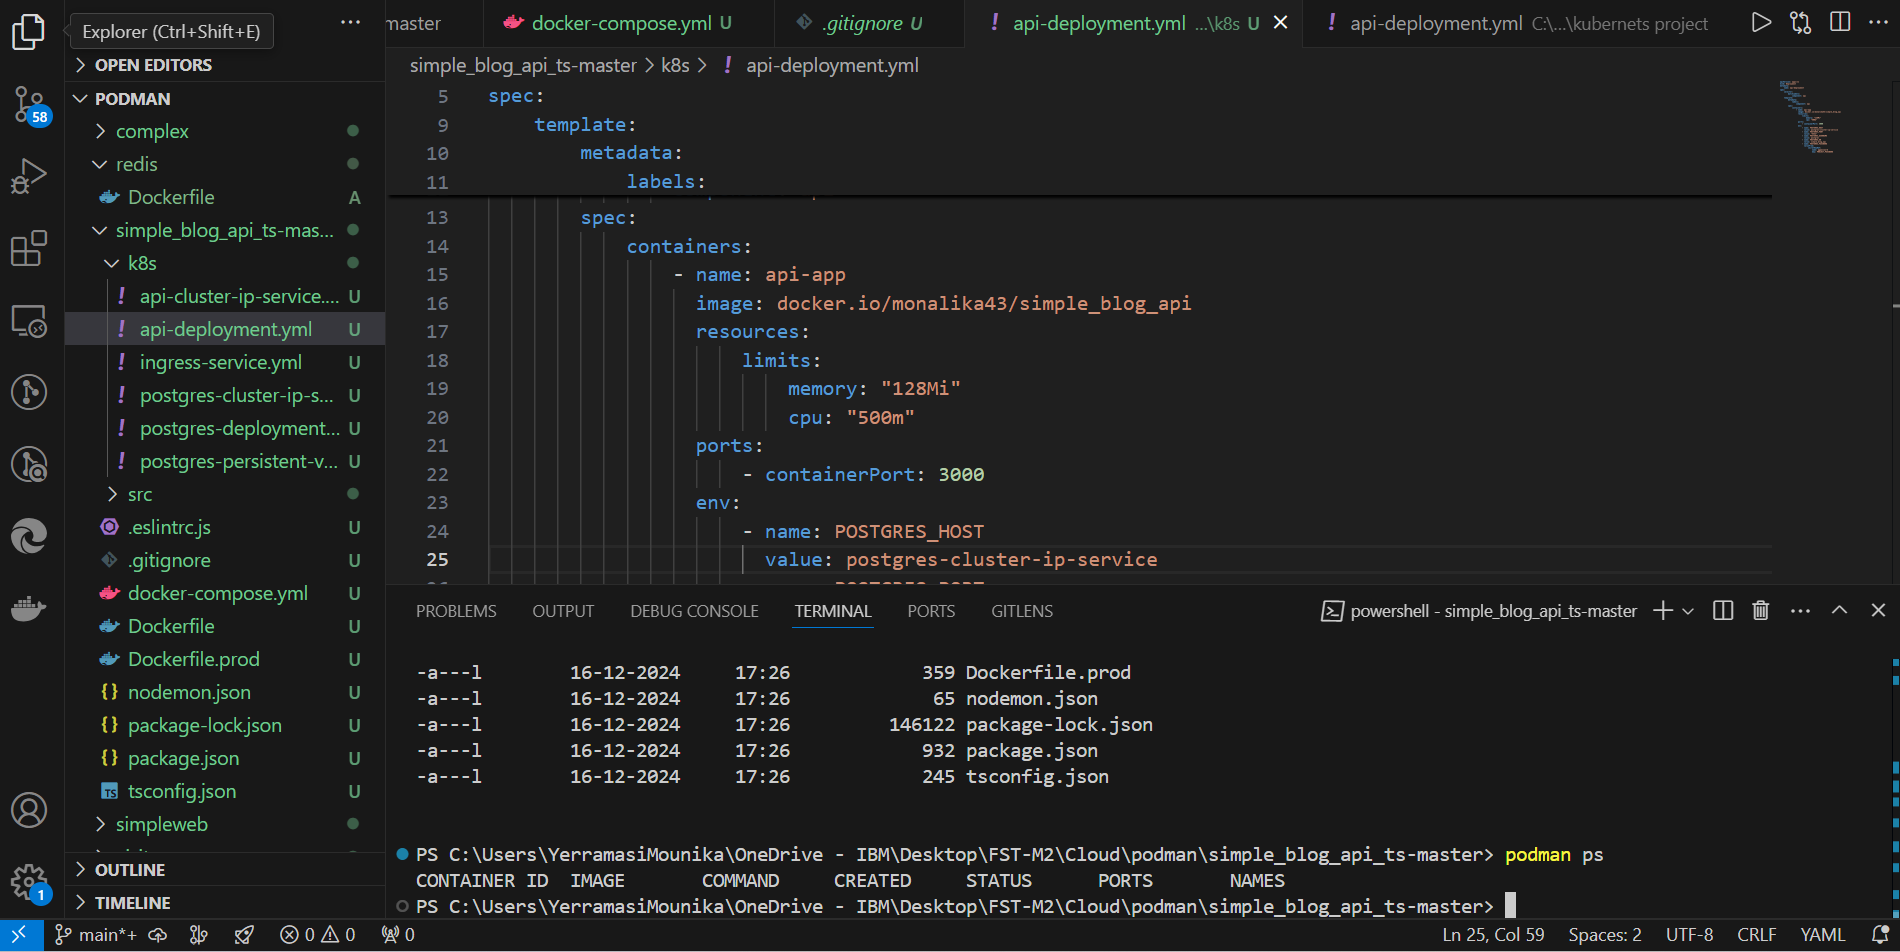 Explorer (Ctrl+Shift+E)
master
docker-compose.yml U
.gitignore U
! api-deployment.yml ...\k8s U
! api-deployment.yml C:\...\kubernets project
OPEN EDITORS
PODMAN
complex
redis
Dockerfile A
simple_blog_api_ts-mas...
k8s
! api-cluster-ip-service.... U
! api-deployment.yml U
! ingress-service.yml U
! postgres-cluster-ip-s... U
! postgres-deployment... U
! postgres-persistent-v... U
src
.eslintrc.js U
.gitignore U
docker-compose.yml U
Dockerfile U
Dockerfile.prod U
{} nodemon.json U
{} package-lock.json U
{} package.json U
TS tsconfig.json U
simpleweb
OUTLINE
TIMELINE
58
1
simple_blog_api_ts-master > k8s > ! api-deployment.yml
5 spec:
9 template:
10 metadata:
11 labels:
13 spec:
14 containers:
15 - name: api-app
16 image: docker.io/monalika43/simple_blog_api
17 resources:
18 limits:
19 memory: "128Mi"
20 cpu: "500m"
21 ports:
22 - containerPort: 3000
23 env:
24 - name: POSTGRES_HOST
25 value: postgres-cluster-ip-service
PROBLEMS OUTPUT DEBUG CONSOLE TERMINAL PORTS GITLENS
powershell - simple_blog_api_ts-master
-a---l 16-12-2024 17:26 359 Dockerfile.prod
-a---l 16-12-2024 17:26 65 nodemon.json
-a---l 16-12-2024 17:26 146122 package-lock.json
-a---l 16-12-2024 17:26 932 package.json
-a---l 16-12-2024 17:26 245 tsconfig.json
PS C:\Users\YerramasiMounika\OneDrive - IBM\Desktop\FST-M2\Cloud\podman\simple_blog_api_ts-master> podman ps
CONTAINER ID IMAGE COMMAND CREATED STATUS PORTS NAMES
PS C:\Users\YerramasiMounika\OneDrive - IBM\Desktop\FST-M2\Cloud\podman\simple_blog_api_ts-master>
main*+ 0 0 0 Ln 25, Col 59 Spaces: 2 UTF-8 CRLF YAML